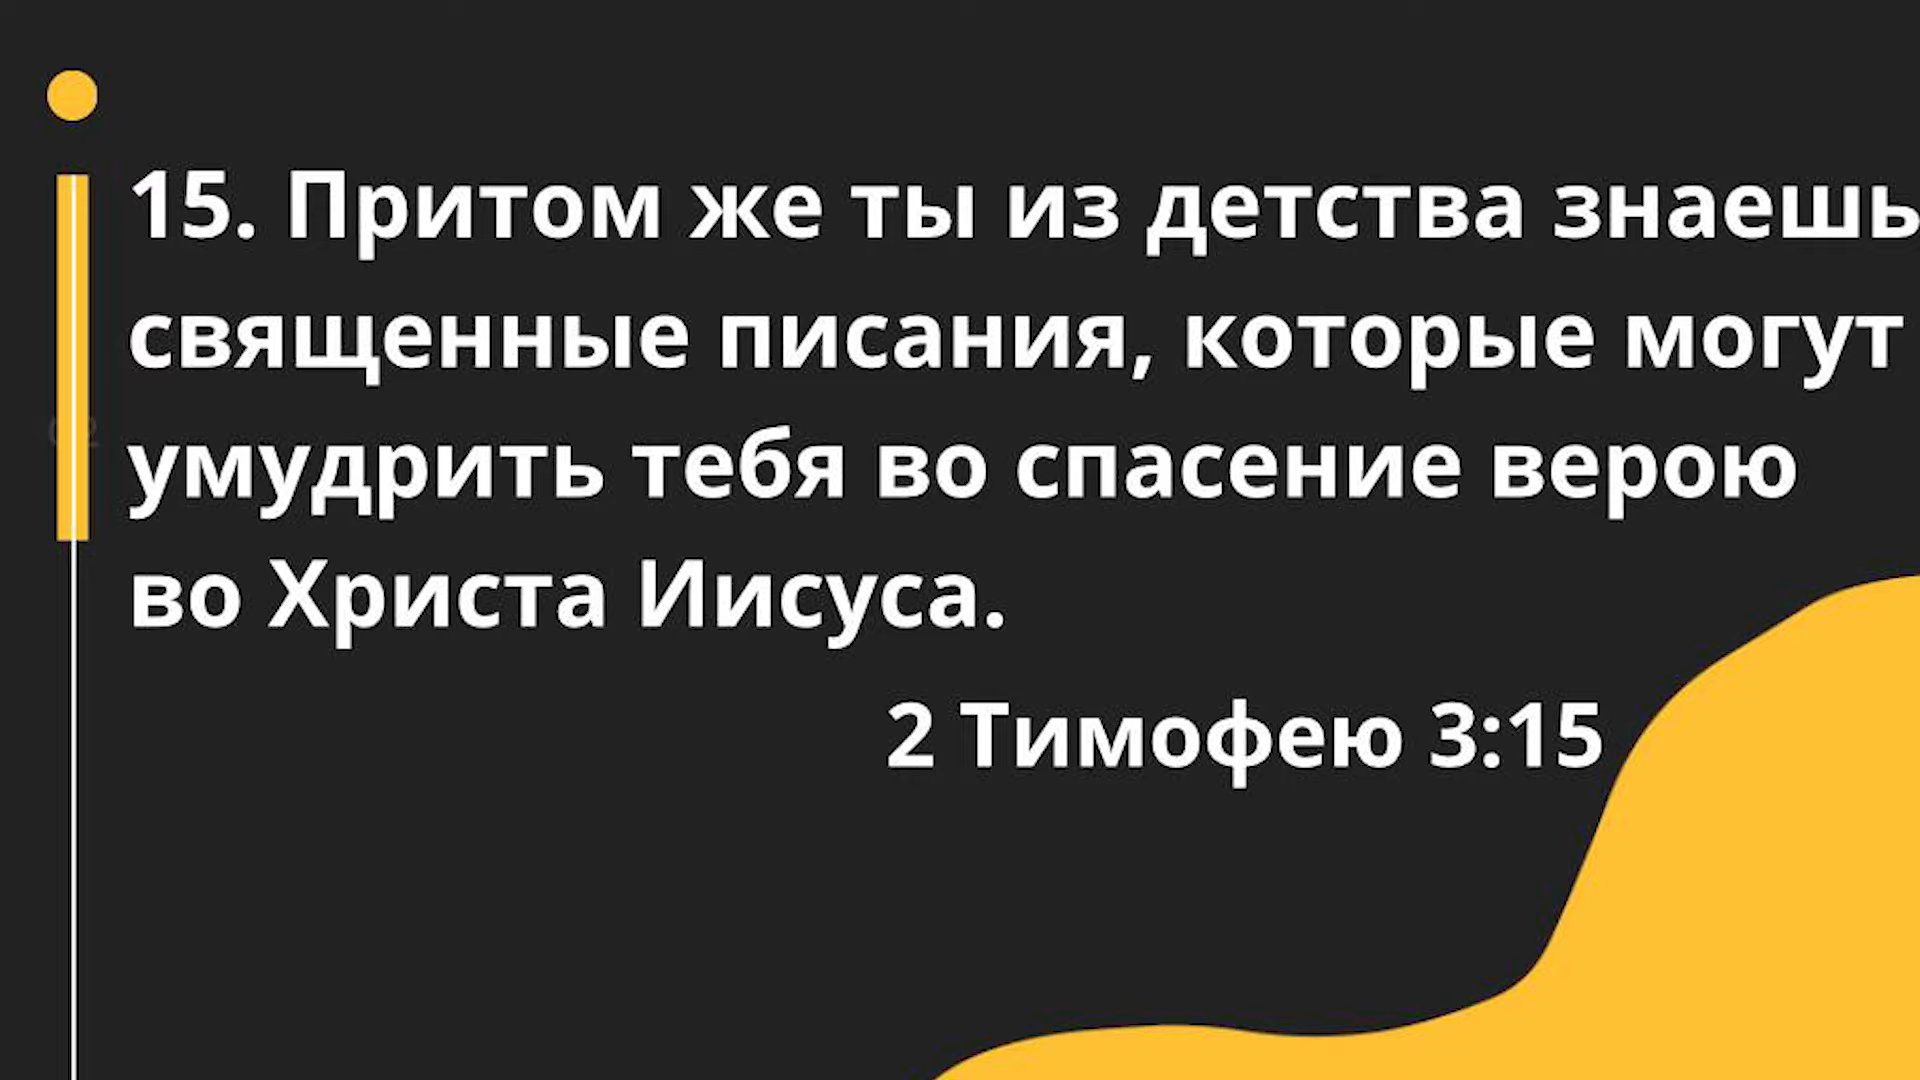 15. Притом же ты из детства знаешь
священные писания, которые могут
умудрить тебя во спасение верою
во Христа Иисуса.
2 Тимофею 3:15